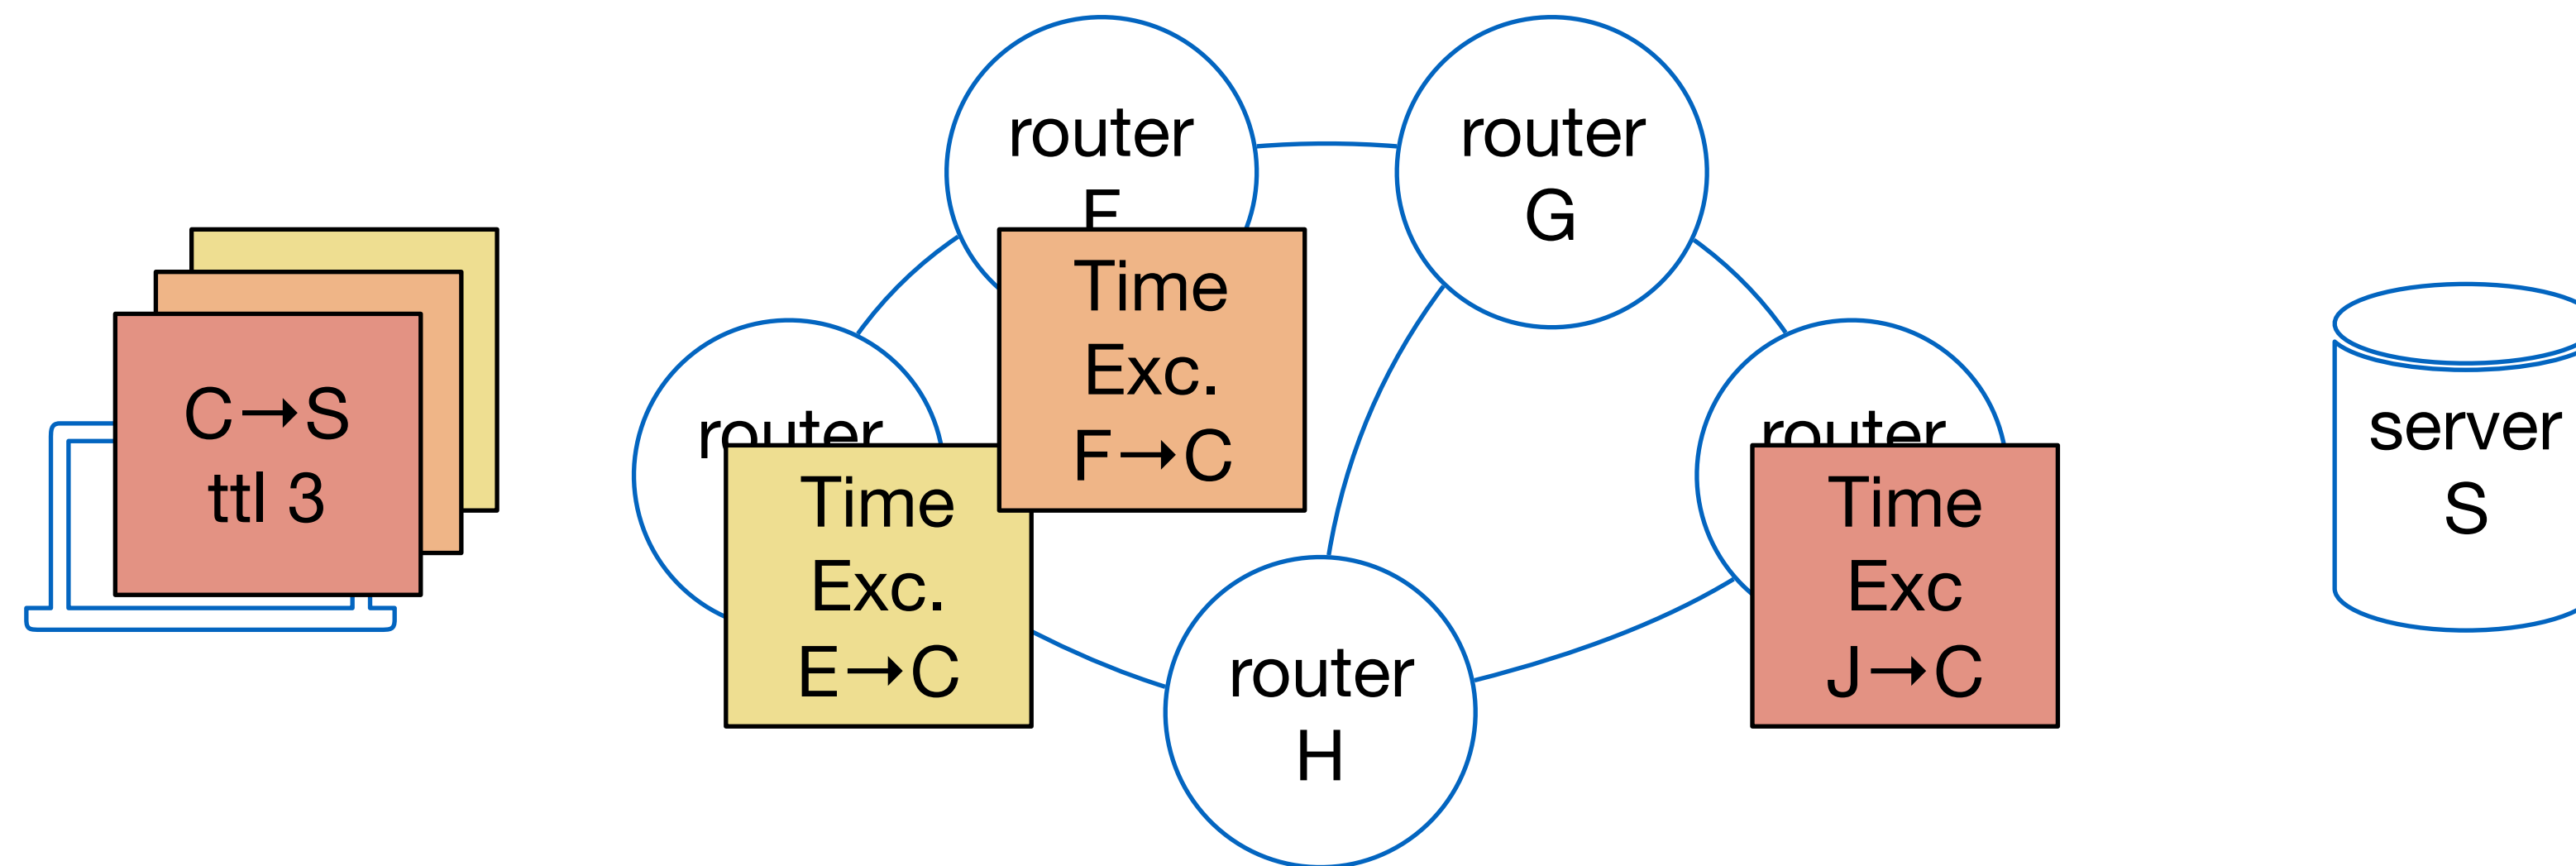 router
F
router
G
Time
Exc.
F→C
C→S
ttl 3
router
Time
Exc.
E→C
router
H
router
Time
Exc
J→C
server
S